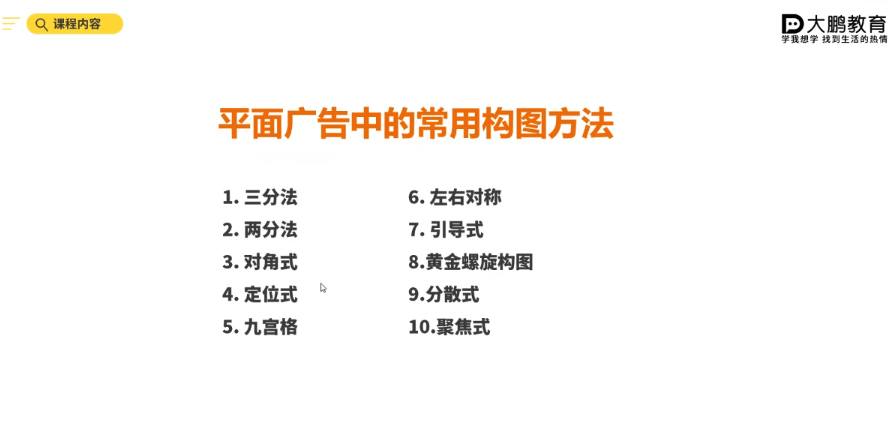 课程内容
大鹏教育
学我想学 找到生活的热情
平面广告中的常用构图方法
1. 三分法
2. 两分法
3. 对角式
4. 定位式
5. 九宫格
6. 左右对称
7. 引导式
8.黄金螺旋构图
9.分散式
10.聚焦式